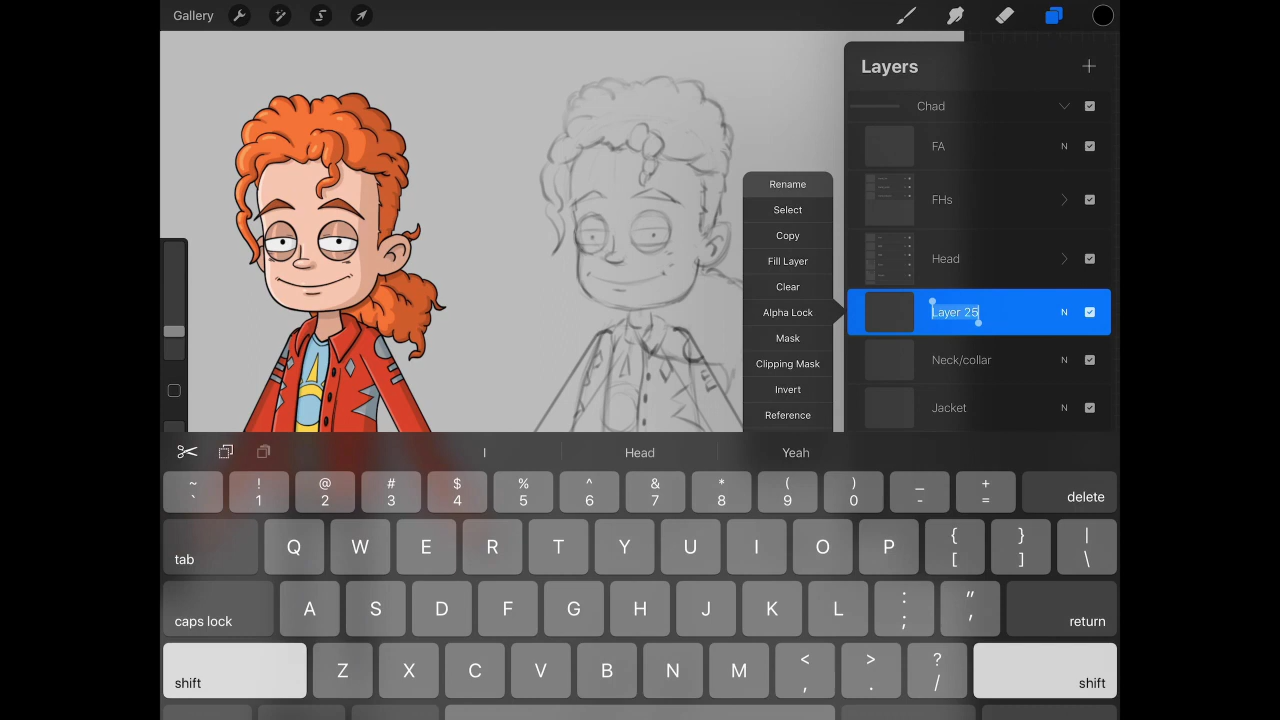 Gallery
Layers
Chad
FA N
FHs
Head
Layer 25 N
Neck/collar N
Jacket N
Rename
Select
Copy
Fill Layer
Clear
Alpha Lock
Mask
Clipping Mask
Invert
Reference
I Head Yeah
~ ! @ # $ % ^ & * ( ) _ +
` 1 2 3 4 5 6 7 8 9 0 - = delete
tab Q W E R T Y U I O P { [ } ] | \
caps lock A S D F G H J K L : ; " ' return
shift Z X C V B N M < , > . ? / shift